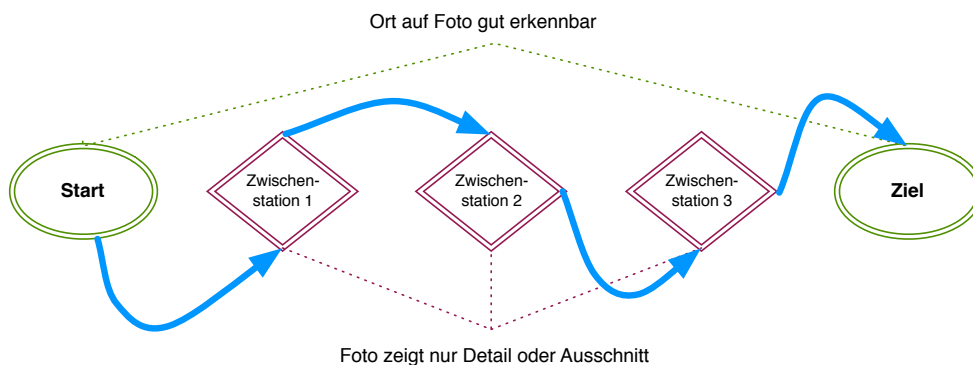 Ort auf Foto gut erkennbar
Start
Zwischen-
station 1
Zwischen-
station 2
Zwischen-
station 3
Ziel
Foto zeigt nur Detail oder Ausschnitt